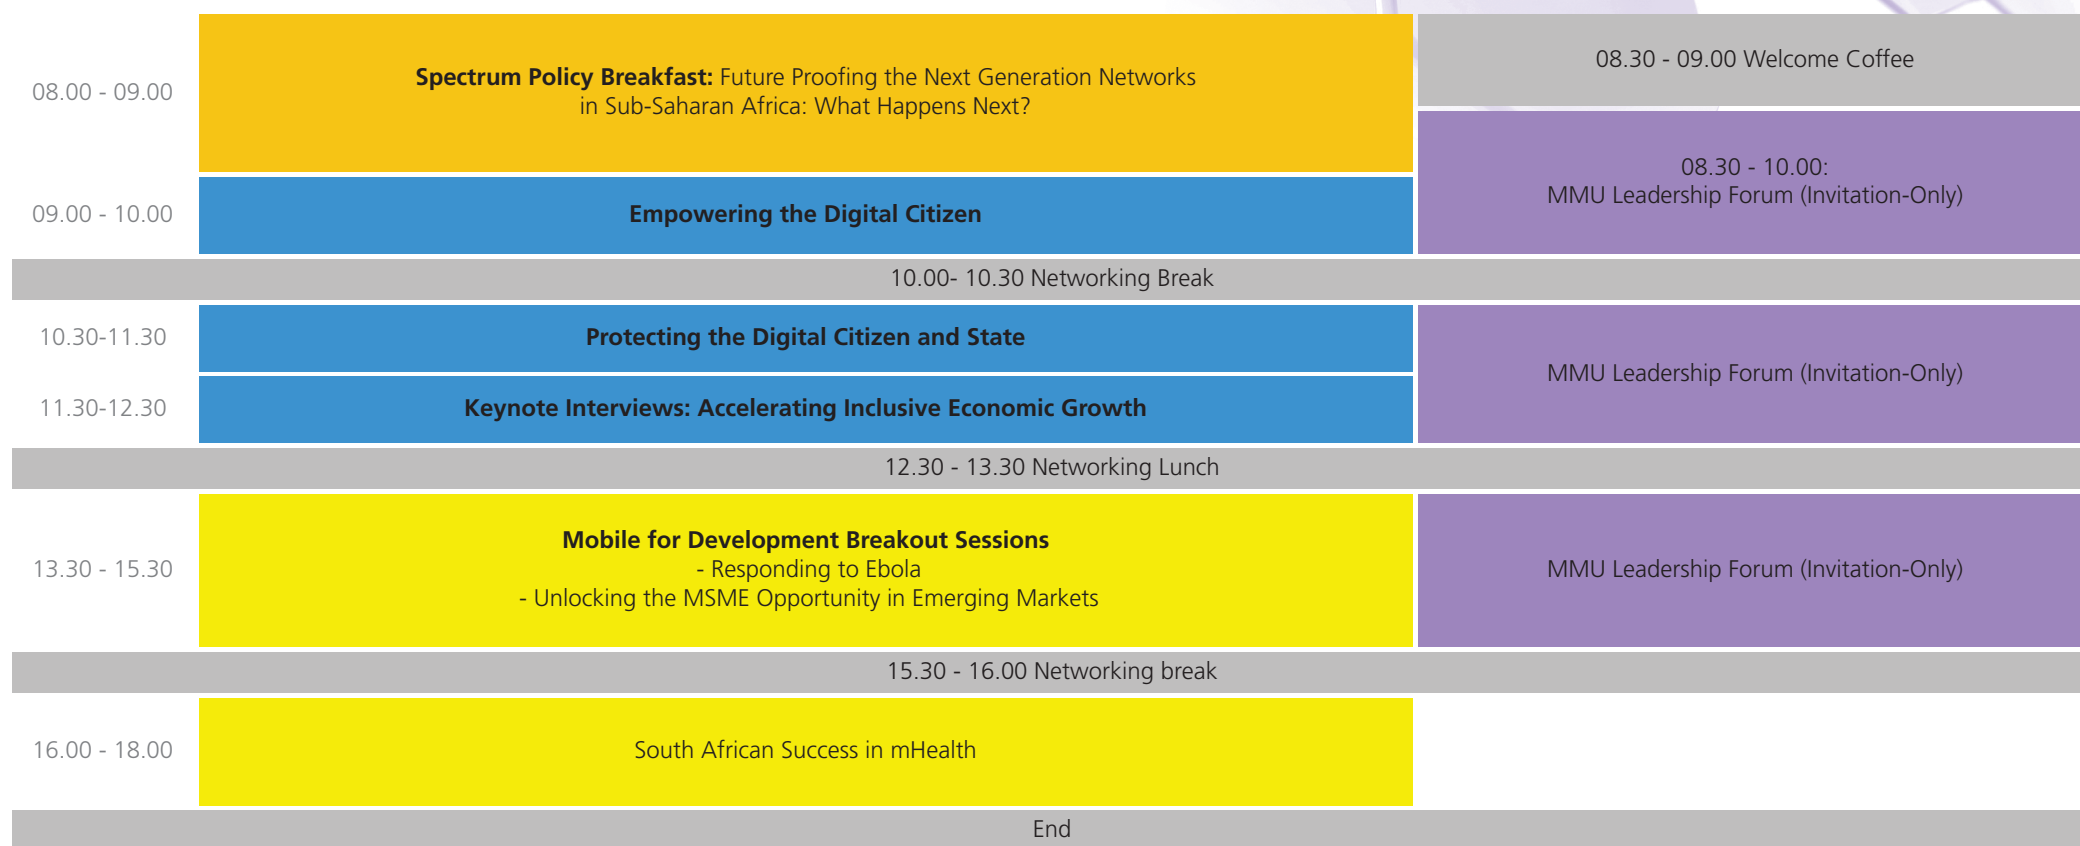 08.00 - 09.00
Spectrum Policy Breakfast: Future Proofing the Next Generation Networks
in Sub-Saharan Africa: What Happens Next?
08.30 - 09.00 Welcome Coffee
08.30 - 10.00:
MMU Leadership Forum (Invitation-Only)
09.00 - 10.00
Empowering the Digital Citizen
10.00- 10.30 Networking Break
10.30-11.30
Protecting the Digital Citizen and State
MMU Leadership Forum (Invitation-Only)
11.30-12.30
Keynote Interviews: Accelerating Inclusive Economic Growth
12.30 - 13.30 Networking Lunch
13.30 - 15.30
Mobile for Development Breakout Sessions
- Responding to Ebola
- Unlocking the MSME Opportunity in Emerging Markets
MMU Leadership Forum (Invitation-Only)
15.30 - 16.00 Networking break
16.00 - 18.00
South African Success in mHealth
End